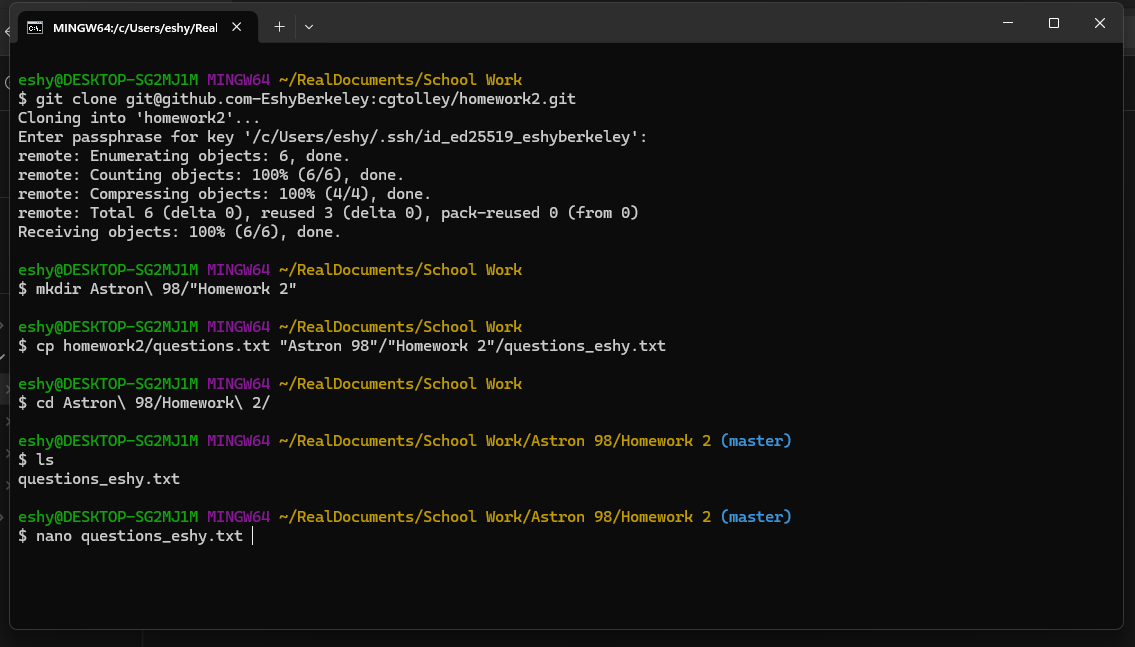 MINGW64:/c/Users/eshy/Real
eshy@DESKTOP-SG2MJ1M MINGW64 ~/RealDocuments/School Work
$ git clone git@github.com-EshyBerkeley:cgtolley/homework2.git
Cloning into 'homework2'...
Enter passphrase for key '/c/Users/eshy/.ssh/id_ed25519_eshyberkeley':
remote: Enumerating objects: 6, done.
remote: Counting objects: 100% (6/6), done.
remote: Compressing objects: 100% (4/4), done.
remote: Total 6 (delta 0), reused 3 (delta 0), pack-reused 0 (from 0)
Receiving objects: 100% (6/6), done.
eshy@DESKTOP-SG2MJ1M MINGW64 ~/RealDocuments/School Work
$ mkdir Astron\ 98/"Homework 2"
eshy@DESKTOP-SG2MJ1M MINGW64 ~/RealDocuments/School Work
$ cp homework2/questions.txt "Astron 98"/"Homework 2"/questions_eshy.txt
eshy@DESKTOP-SG2MJ1M MINGW64 ~/RealDocuments/School Work
$ cd Astron\ 98/Homework\ 2/
eshy@DESKTOP-SG2MJ1M MINGW64 ~/RealDocuments/School Work/Astron 98/Homework 2 (master)
$ ls
questions_eshy.txt
eshy@DESKTOP-SG2MJ1M MINGW64 ~/RealDocuments/School Work/Astron 98/Homework 2 (master)
$ nano questions_eshy.txt